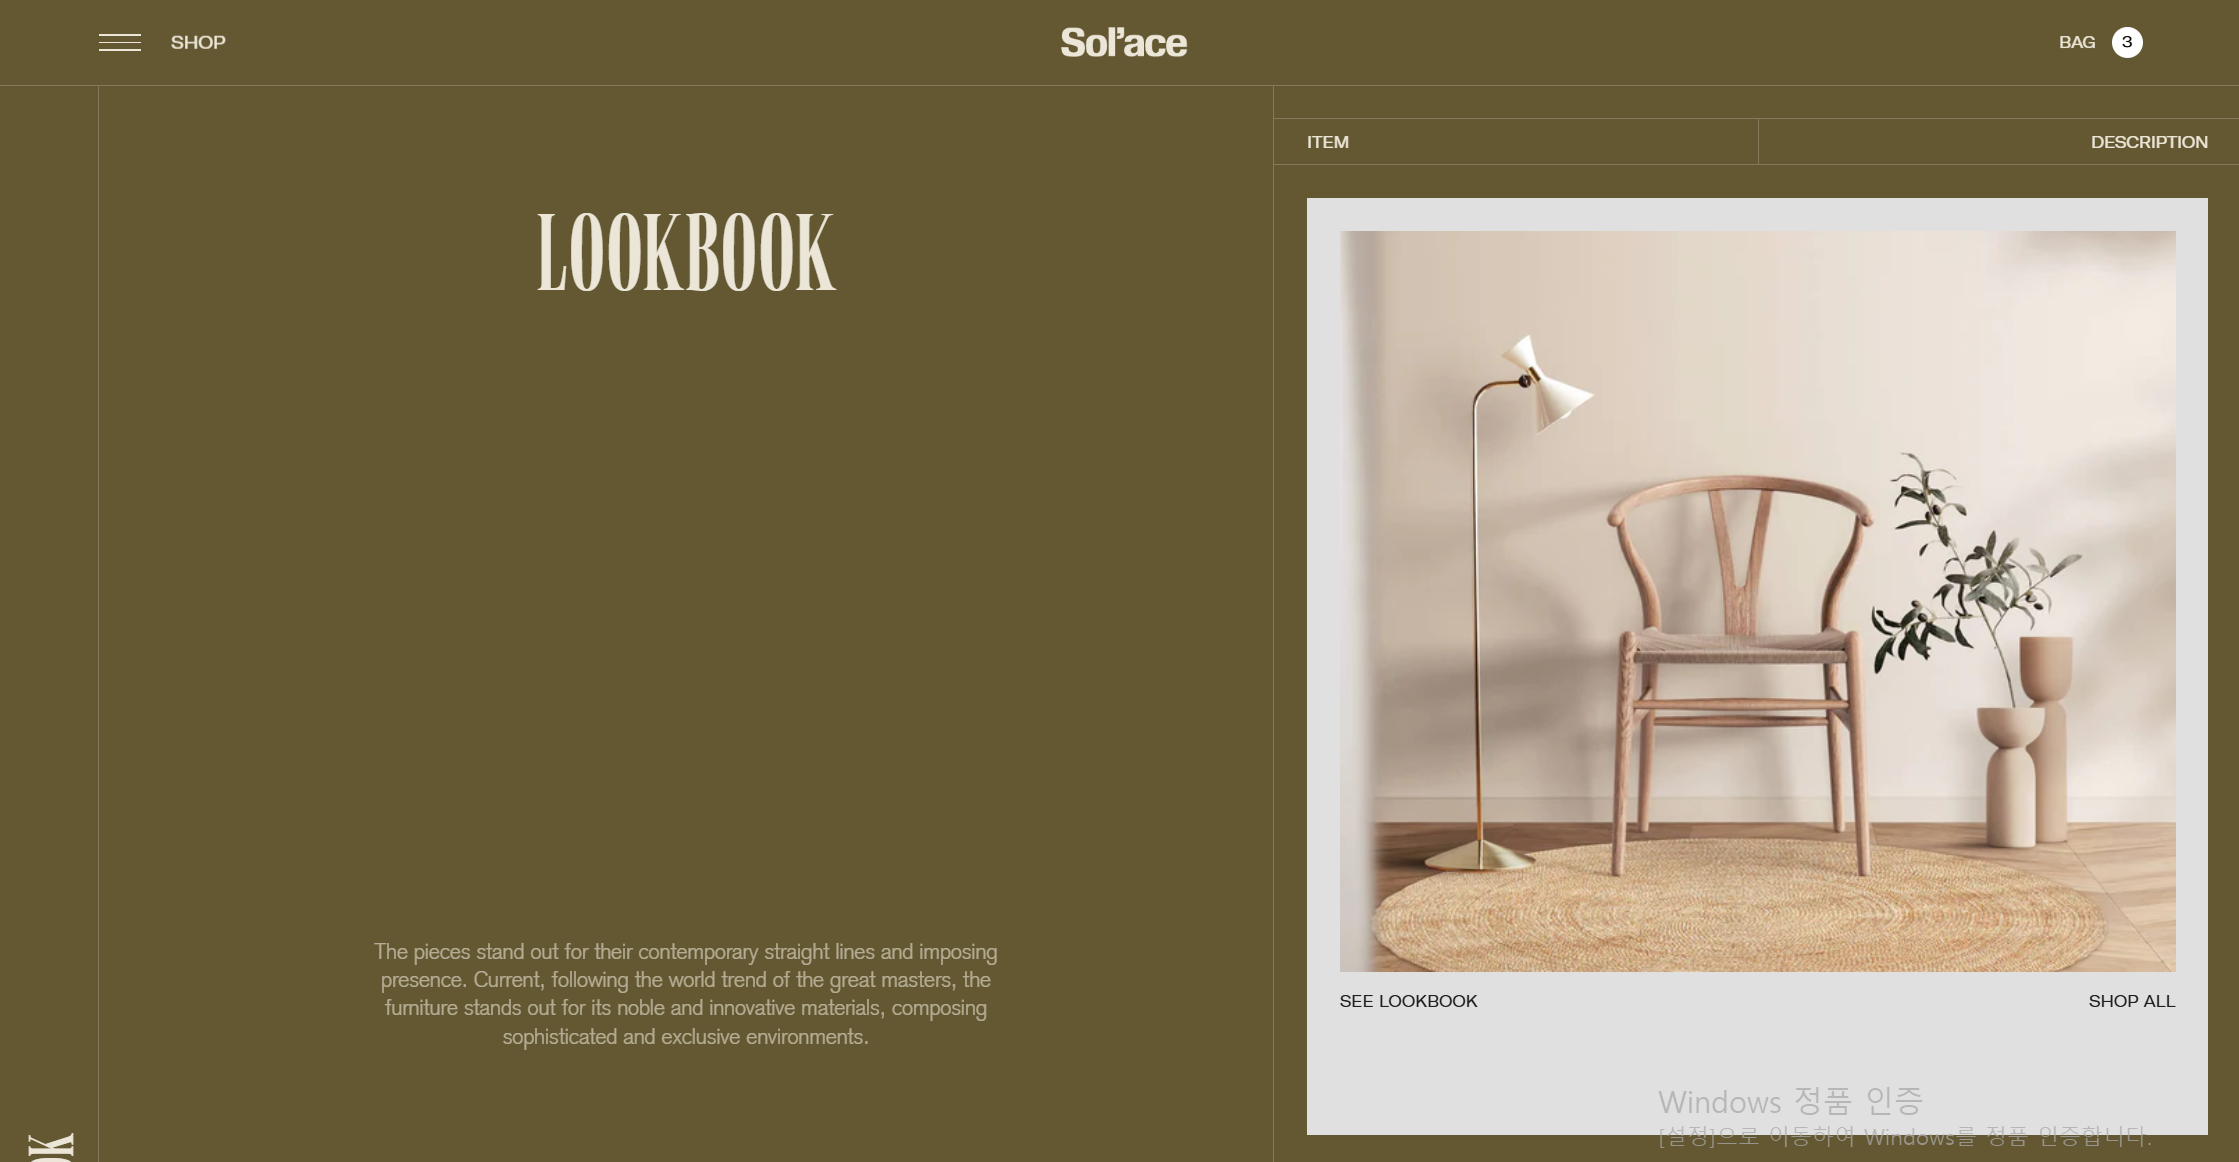 SHOP
Sol'ace
BAG 3
ITEM
DESCRIPTION
LOOKBOOK
The pieces stand out for their contemporary straight lines and imposing
presence. Current, following the world trend of the great masters, the
furniture stands out for its noble and innovative materials, composing
sophisticated and exclusive environments.
SEE LOOKBOOK
SHOP ALL
Windows 정품 인증
[설정]으로 이동하여 Windows를 정품 인증합니다.